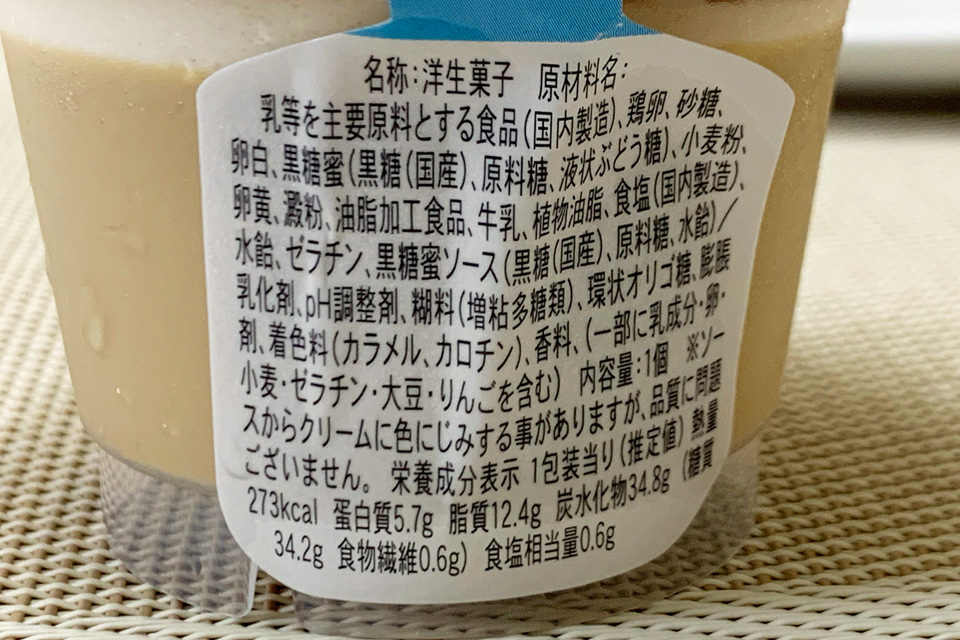 名称:洋生菓子 原材料名:
乳等を主要原料とする食品(国内製造)、鶏卵、砂糖、
卵白、黒糖蜜(黒糖(国産)、原料糖、液状ぶどう糖)、小麦粉、
卵黄、澱粉、油脂加工食品、牛乳、植物油脂、食塩(国内製造)、
水飴、ゼラチン、黒糖蜜ソース(黒糖(国産)、原料糖、水飴)/
乳化剤、pH調整剤、糊料(増粘多糖類)、環状オリゴ糖、膨脹
剤、着色料(カラメル、カロチン)、香料、(一部に乳成分・卵・
小麦・ゼラチン・大豆・りんごを含む) 内容量:1個 ※ソー
スからクリームに色にじみする事がありますが、品質に問題
ございません。 栄養成分表示 1包装当り(推定値) 熱量
273kcal 蛋白質5.7g 脂質12.4g 炭水化物34.8g (糖質
34.2g 食物繊維0.6g) 食塩相当量0.6g